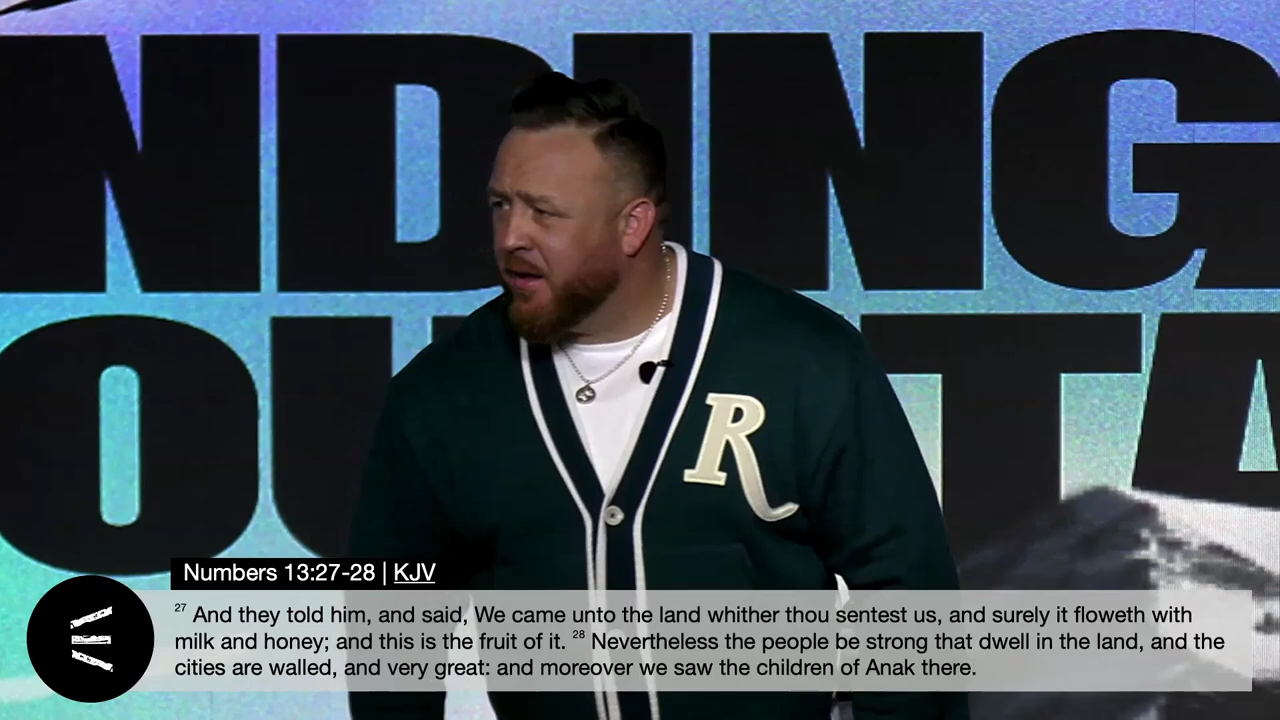 NDING
OU TA
R
Numbers 13:27-28 | KJV
27 And they told him, and said, We came unto the land whither thou sentest us, and surely it floweth with
milk and honey; and this is the fruit of it. 28 Nevertheless the people be strong that dwell in the land, and the
cities are walled, and very great: and moreover we saw the children of Anak there.